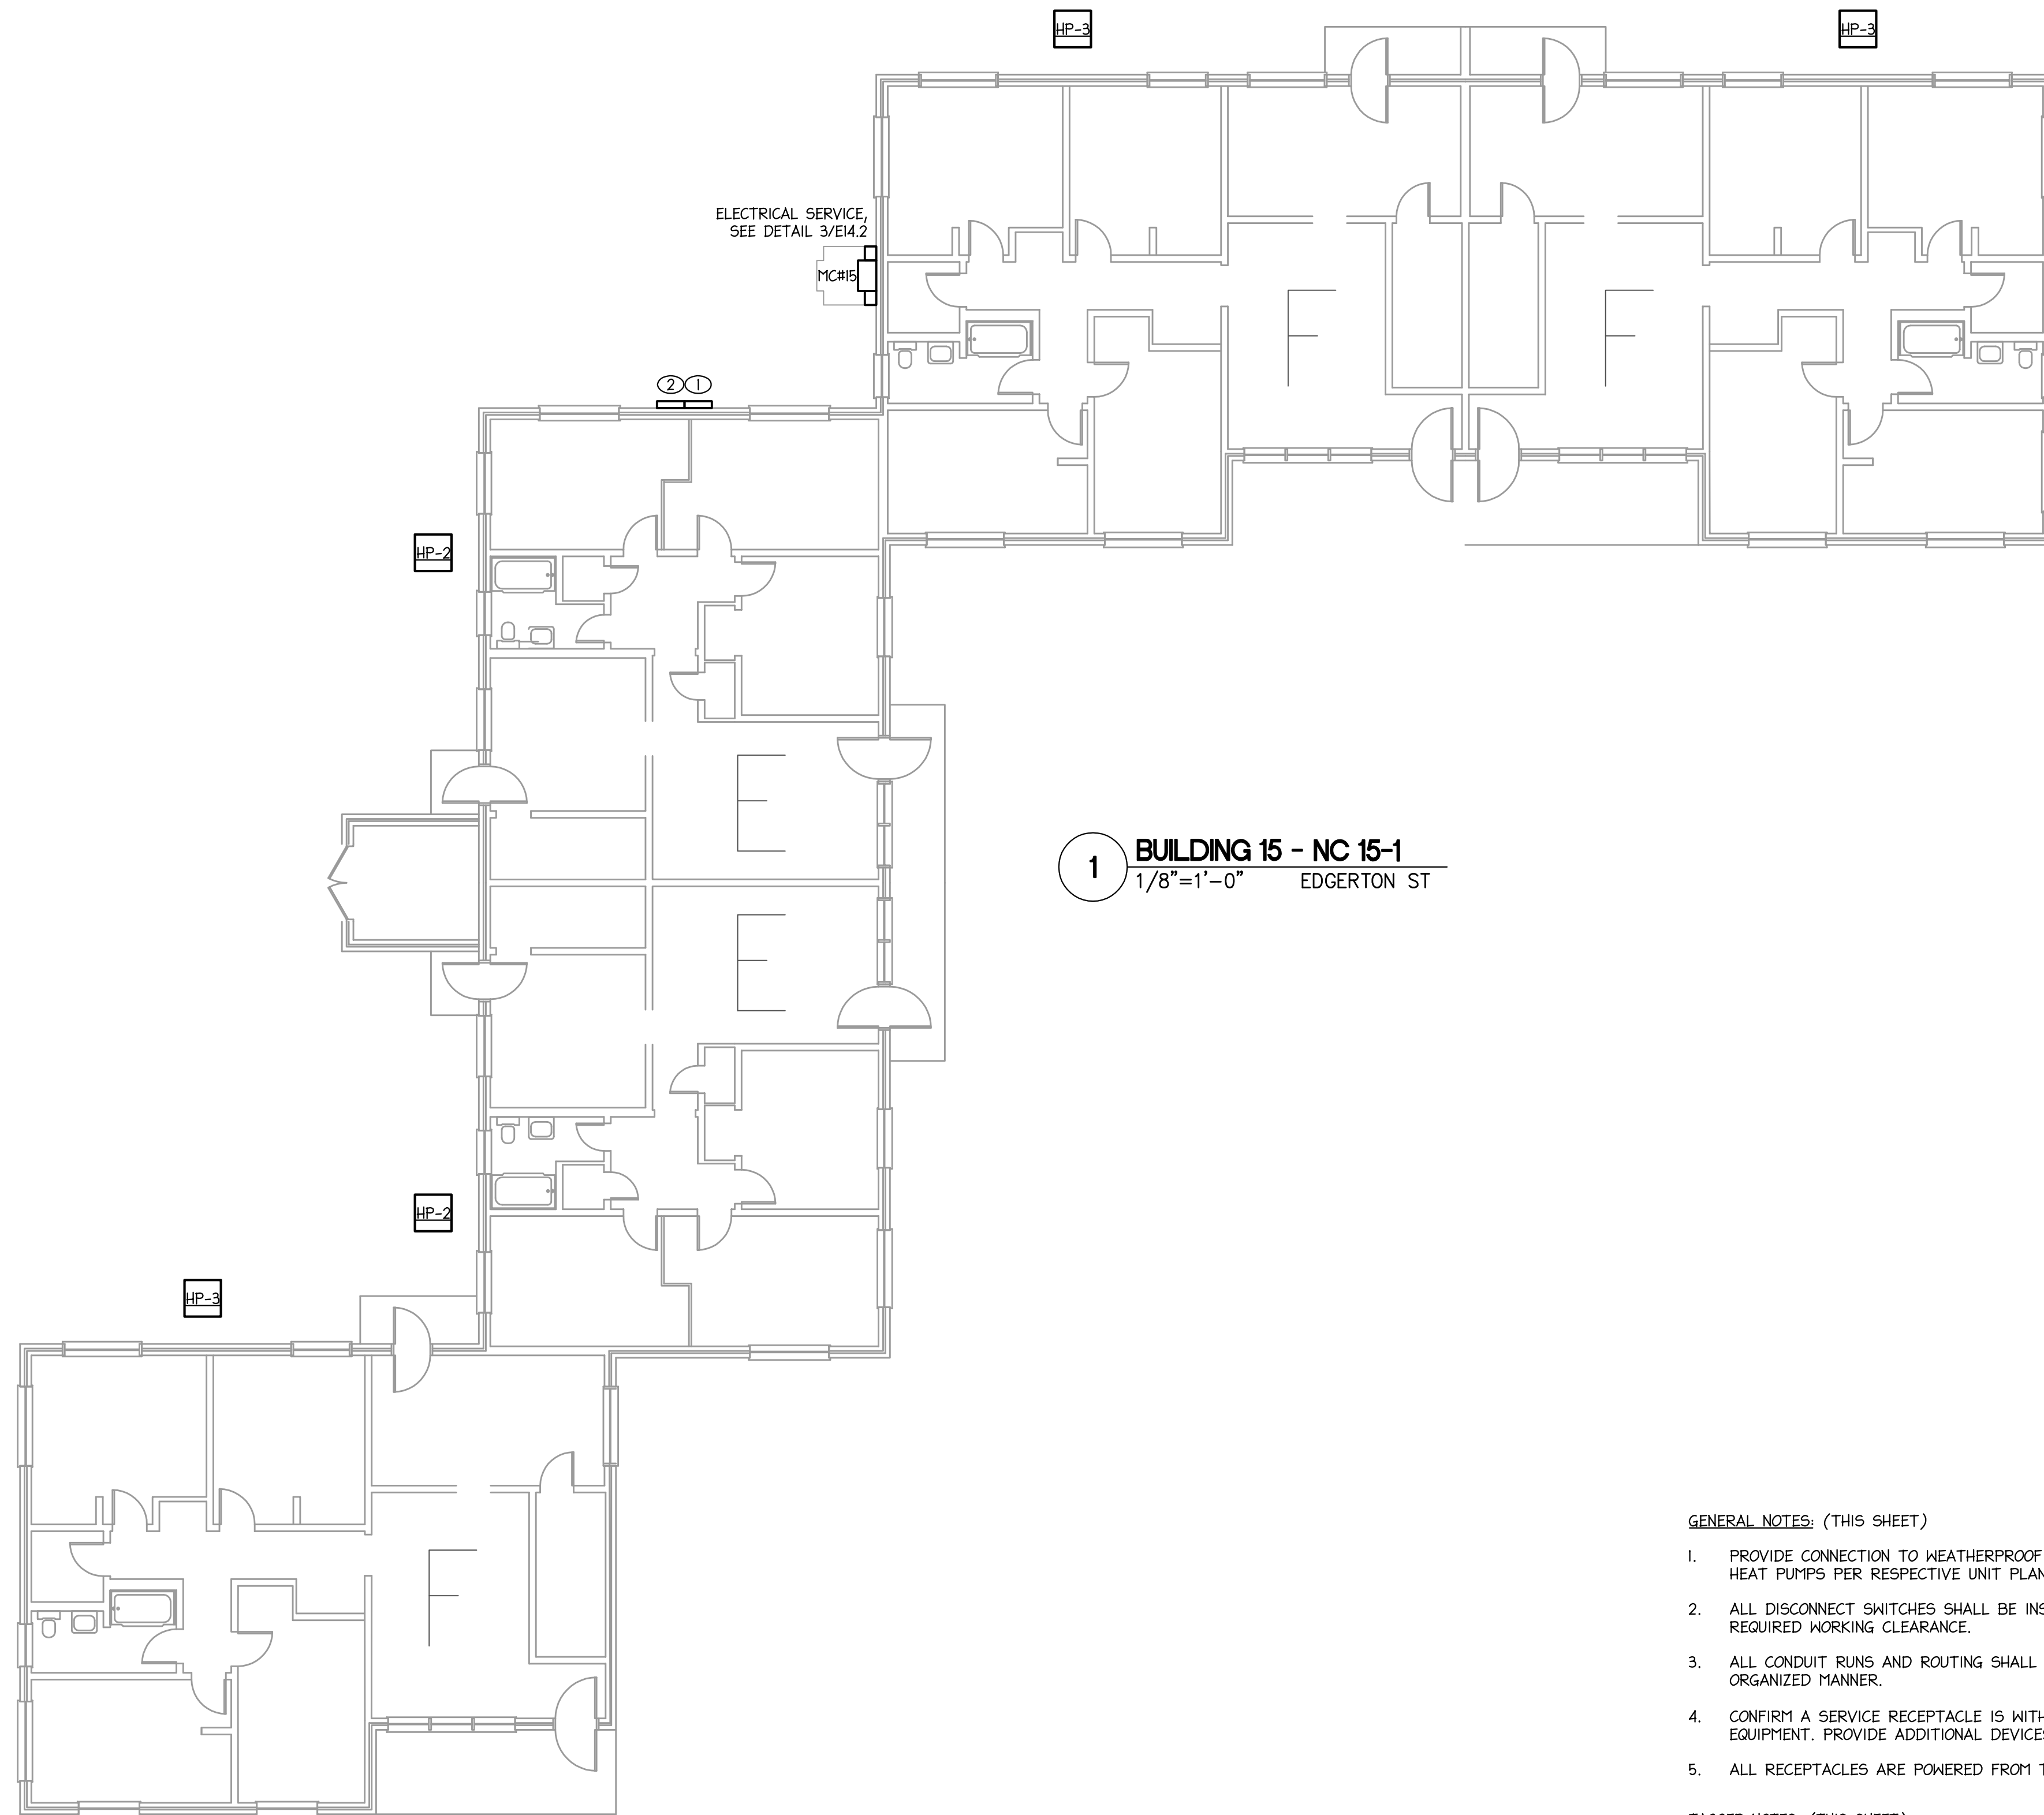 HP-3
HP-3
ELECTRICAL SERVICE,
SEE DETAIL 3/E14.2
MC#15
2 1
HP-2
1
BUILDING 15 - NC 15-1
1/8"=1'-0" EDGERTON ST
HP-2
HP-3
GENERAL NOTES: (THIS SHEET)
1. PROVIDE CONNECTION TO WEATHERPROOF
HEAT PUMPS PER RESPECTIVE UNIT PLAN
2. ALL DISCONNECT SWITCHES SHALL BE INS
REQUIRED WORKING CLEARANCE.
3. ALL CONDUIT RUNS AND ROUTING SHALL
ORGANIZED MANNER.
4. CONFIRM A SERVICE RECEPTACLE IS WITH
EQUIPMENT. PROVIDE ADDITIONAL DEVICES
5. ALL RECEPTACLES ARE POWERED FROM T